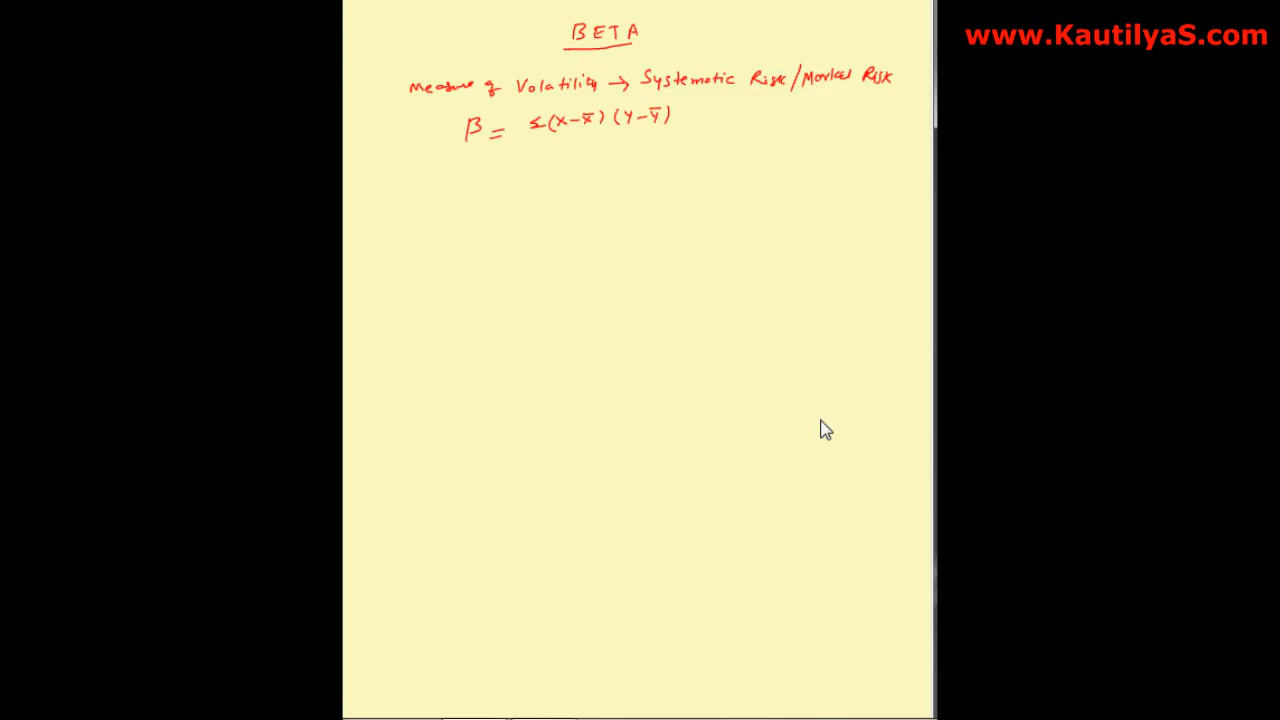 BETA
www.KautilyaS.com
Measure of Volatility → Systematic Risk/Market Risk
β = Σ(X-X̅) (Y-Y̅)